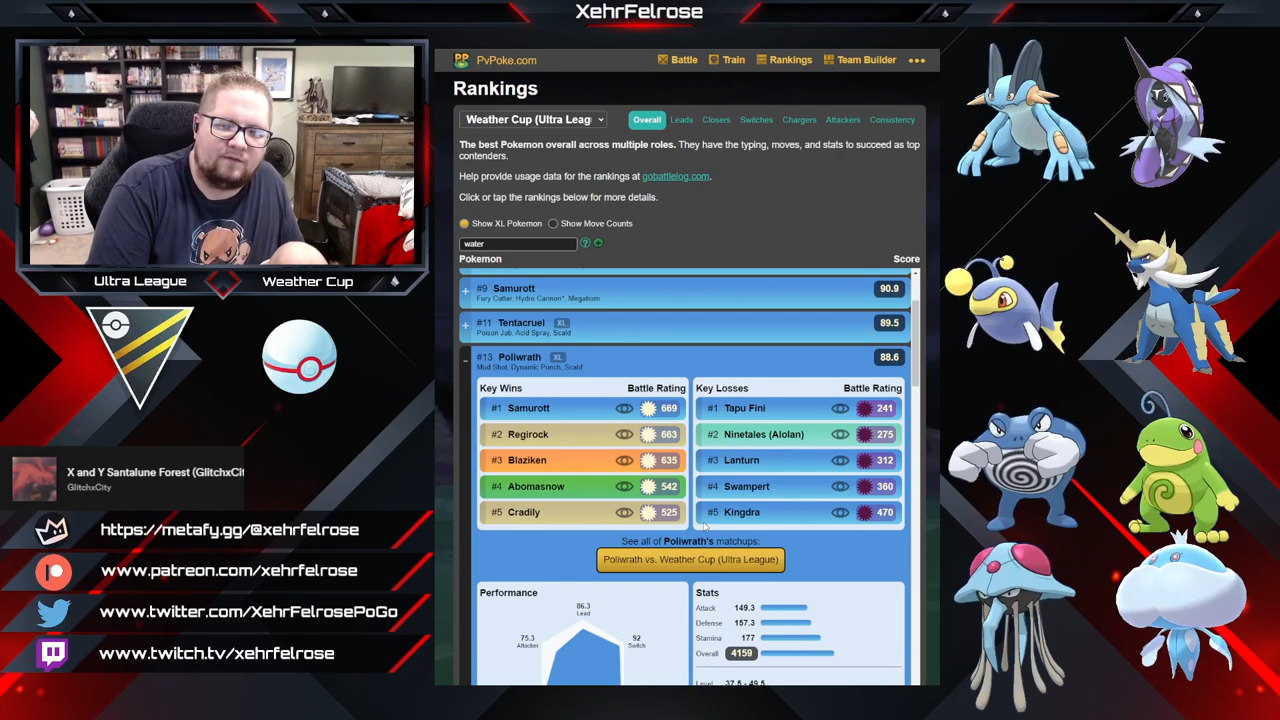 XehrFelrose
PvPoke.com
Battle
Train
Rankings
Team Builder
Rankings
Weather Cup (Ultra Leagu
Overall
Leads
Closers
Switches
Chargers
Attackers
Consistency
The best Pokemon overall across multiple roles. They have the typing, moves, and stats to succeed as top
contenders.
Help provide usage data for the rankings at gobattlelog.com.
Click or tap the rankings below for more details.
Show XL Pokemon
Show Move Counts
water
?
Pokemon
Score
#9 Samurott
90.9
Fury Cutter, Hydro Cannon*, Megahorn
#11 Tentacruel XL
89.5
Poison Jab, Acid Spray, Scald
#13 Poliwrath XL
88.6
Mud Shot, Dynamic Punch, Scald
Key Wins
Battle Rating
#1 Samurott
669
#2 Regirock
663
#3 Blaziken
635
#4 Abomasnow
542
#5 Cradily
525
Key Losses
Battle Rating
#1 Tapu Fini
241
#2 Ninetales (Alolan)
275
#3 Lanturn
312
#4 Swampert
360
#5 Kingdra
470
See all of Poliwrath's matchups:
Poliwrath vs. Weather Cup (Ultra League)
Performance
86.3
Lead
75.3
Attacker
92
Switch
Stats
Attack 149.3
Defense 157.3
Stamina 177
Overall 4159
Level 37.5 - 49.5
Ultra League
Weather Cup
X and Y Santalune Forest (GlitchxCit
GlitchxCity
https://metafy.gg/@xehrfelrose
www.patreon.com/xehrfelrose
www.twitter.com/XehrFelrosePoGo
www.twitch.tv/xehrfelrose